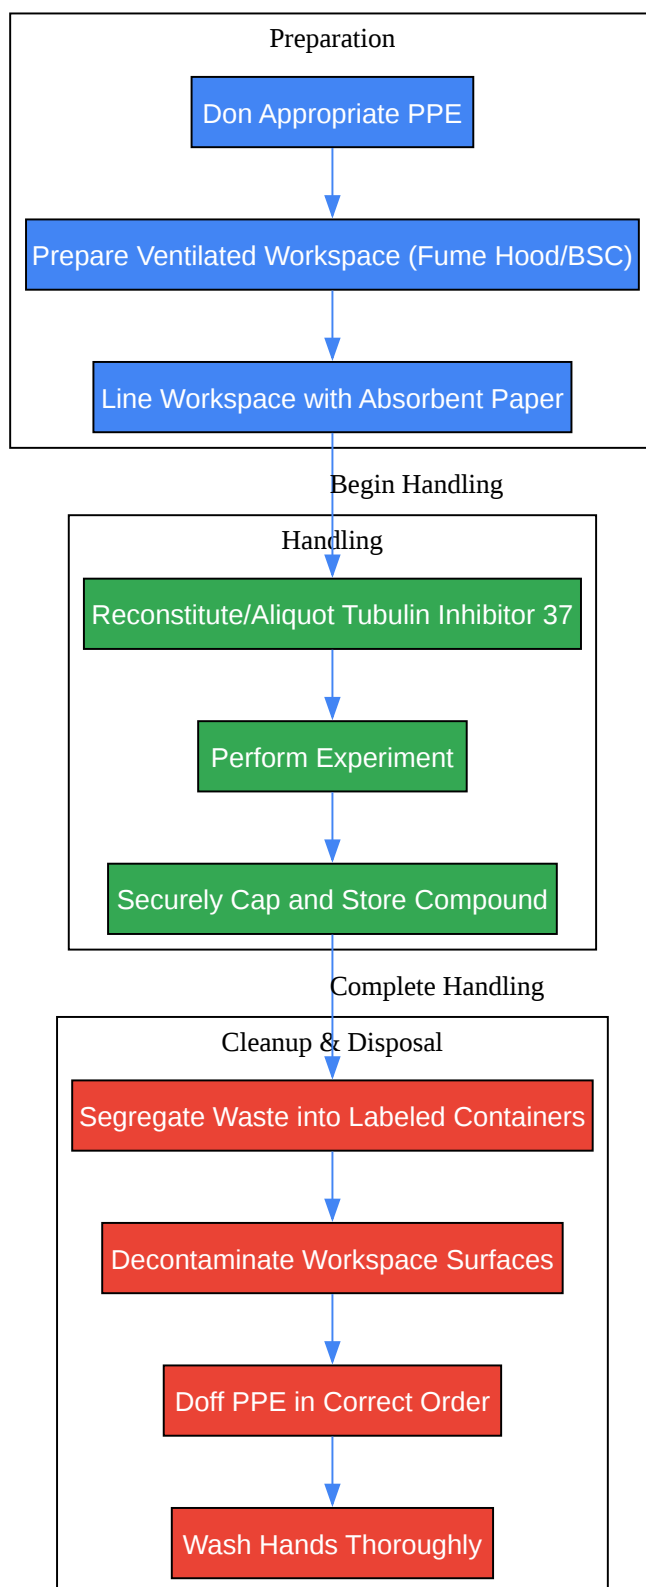 Preparation
Don Appropriate PPE
Prepare Ventilated Workspace (Fume Hood/BSC)
Line Workspace with Absorbent Paper
Begin Handling
Handling
Reconstitute/Aliquot Tubulin Inhibitor 37
Perform Experiment
Securely Cap and Store Compound
Complete Handling
Cleanup & Disposal
Segregate Waste into Labeled Containers
Decontaminate Workspace Surfaces
Doff PPE in Correct Order
Wash Hands Thoroughly